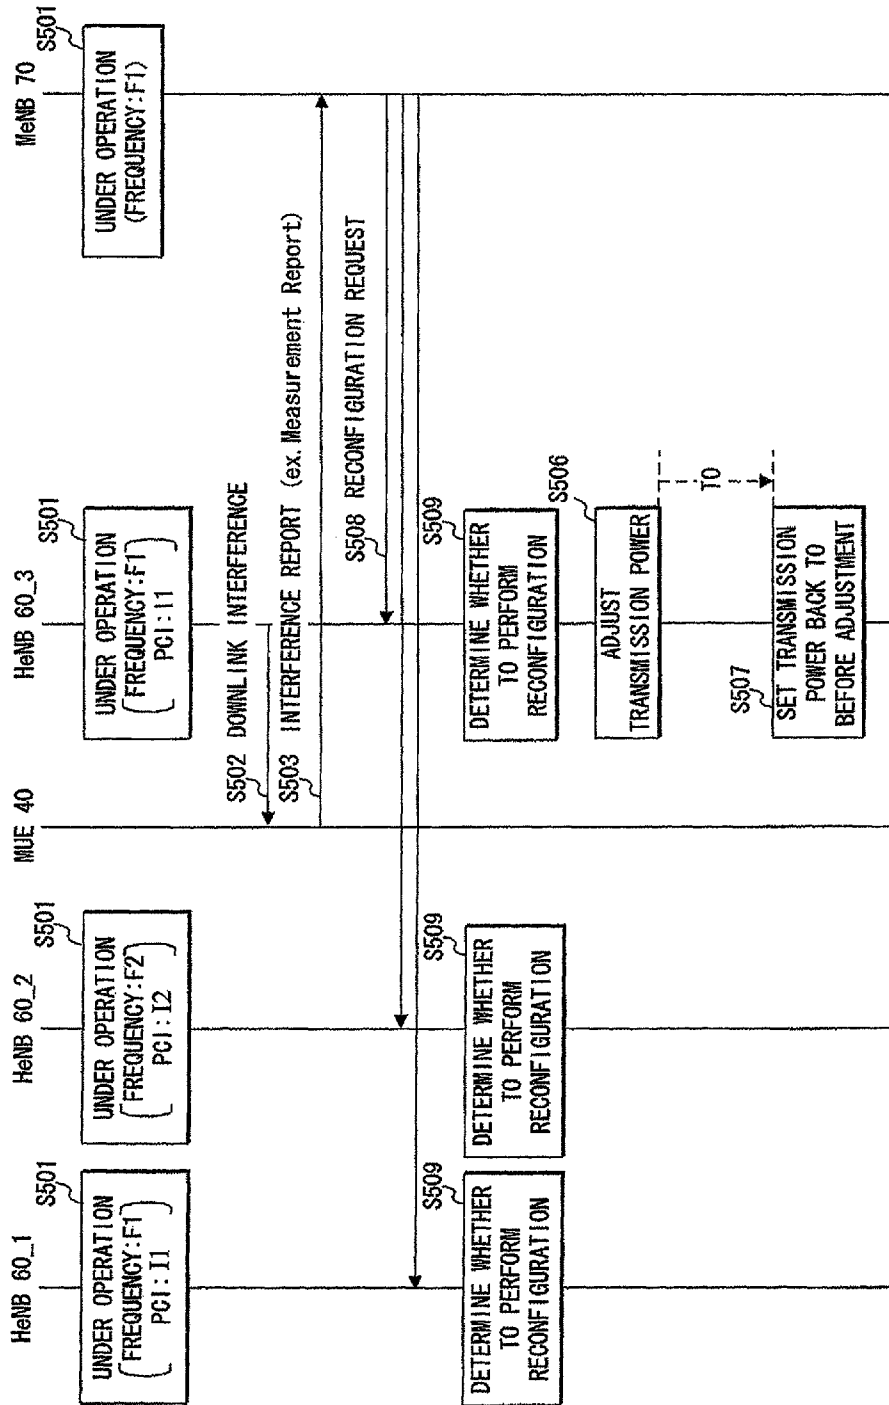 HeNB 60_1
HeNB 60_2
MUE 40
HeNB 60_3
MeNB 70
S501
UNDER OPERATION
(FREQUENCY:F1
PCI:I1)
S501
UNDER OPERATION
(FREQUENCY:F2
PCI:I2)
S501
UNDER OPERATION
(FREQUENCY:F1
PCI:I1)
S501
UNDER OPERATION
(FREQUENCY:F1)
S502 DOWNLINK INTERFERENCE
S503 INTERFERENCE REPORT (ex.Measurement Report)
S508 RECONFIGURATION REQUEST
S509
DETERMINE WHETHER
TO PERFORM
RECONFIGURATION
S509
DETERMINE WHETHER
TO PERFORM
RECONFIGURATION
S509
DETERMINE WHETHER
TO PERFORM
RECONFIGURATION
S506
ADJUST
TRANSMISSION POWER
T0
S507
SET TRANSMISSION
POWER BACK TO
BEFORE ADJUSTMENT